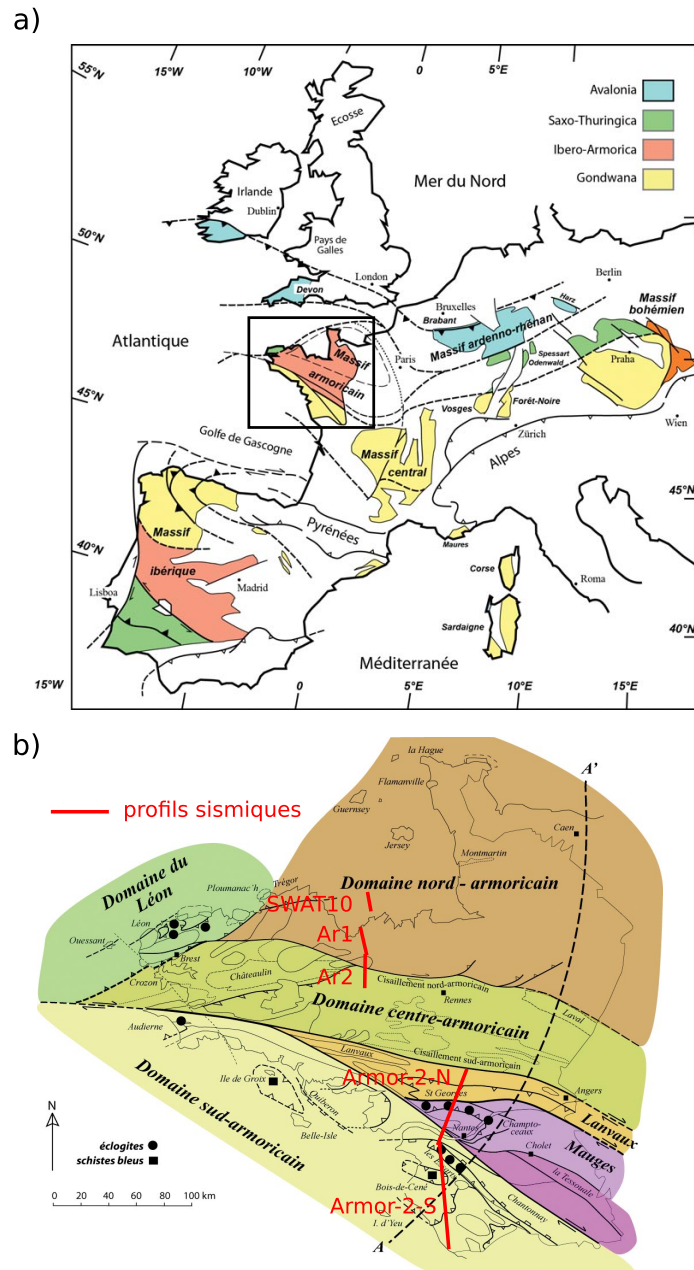 a)
15°W
10°W
0
5°E
55°N
Avalonia
Saxo-Thuringica
Ibero-Armorica
Gondwana
Ecosse
Mer du Nord
Irlande
Dublin
50°N
Pays de
Galles
London
Berlin
Devon
Bruxelles
Harz
Massif
bohémien
Brabant
Massif ardenno-rhénan
Atlantique
Massif
armoricain
Paris
Spessart
Odenwald
Praha
45°N
Vosges
Forêt-Noire
Wien
Zürich
Golfe de Gascogne
Massif
central
Alpes
45°N
Massif
Pyrénées
40°N
Maures
ibérique
Madrid
Corse
Roma
Lisboa
Sardaigne
40°N
Méditerranée
15°W
0
5°E
10°E
15°E
b)
profils sismiques
la Hague
A'
Flamanville
Guernsey
Caen
Jersey
Montmartin
Domaine du
Léon
Ploumanac'h
Trégor
Domaine nord - armoricain
SWAT10
Léon
Ouessant
Ar1
Brest
Crozon
Châteaulin
Ar2
Cisaillement nord-armoricain
Rennes
Laval
Domaine centre-armoricain
Audierne
Lanvaux
Cisaillement sud-armoricain
Armor-2-N
Angers
Domaine sud-armoricain
Ile de Groix
Quiberon
St Georges
Lanvaux
Belle-Isle
Nantes
Champto-
ceaux
Cholet
Mauges
N
éclogites
schistes bleus
les Essarts
Bois-de-Cené
la Tessoualle
Chantonnay
Armor-2-S
I. d'Yeu
A
0 20 40 60 80 100 km